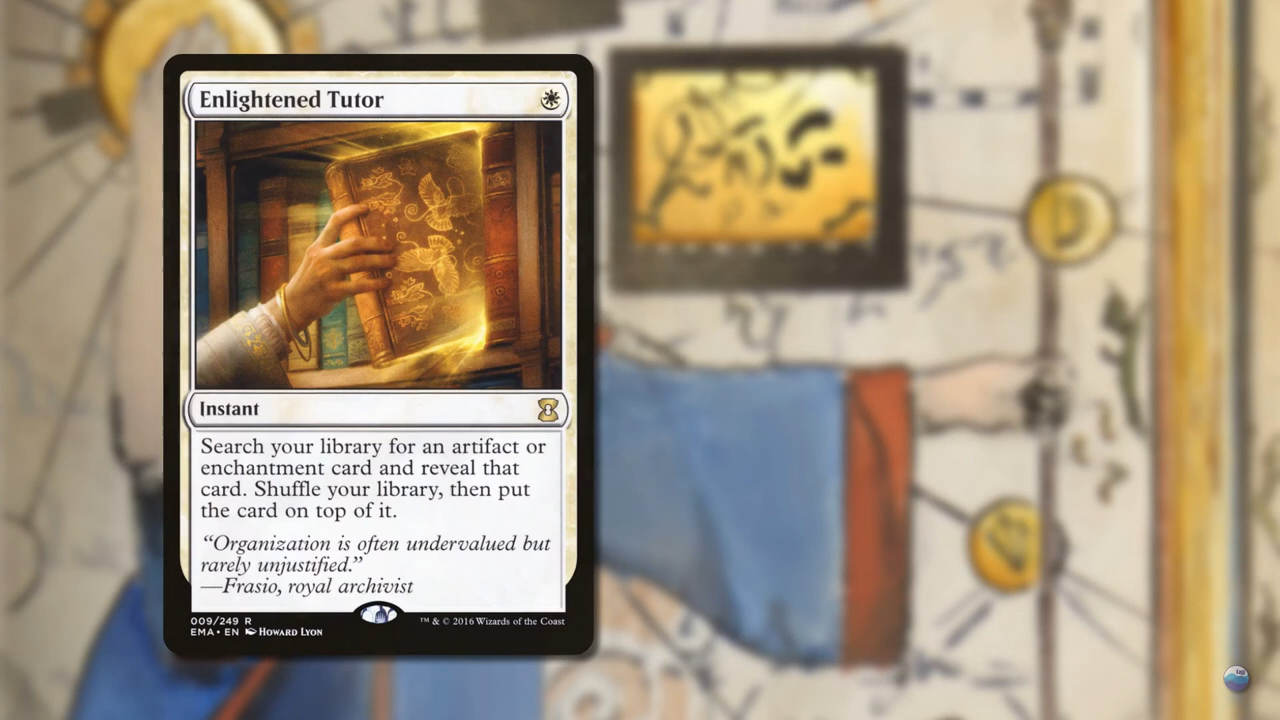 Enlightened Tutor
Instant
Search your library for an artifact or
enchantment card and reveal that
card. Shuffle your library, then put
the card on top of it.
“Organization is often undervalued but
rarely unjustified.”
—Frasio, royal archivist
009/249 R
EMA • EN Howard Lyon
™ & © 2016 Wizards of the Coast